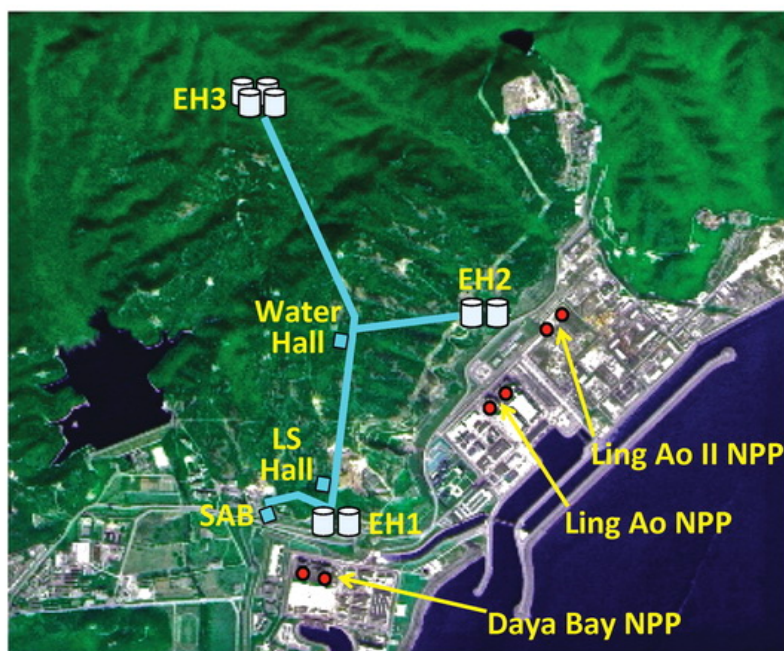 EH3
EH2
Water
Hall
LS
Hall
Ling Ao II NPP
SAB
EH1
Ling Ao NPP
Daya Bay NPP